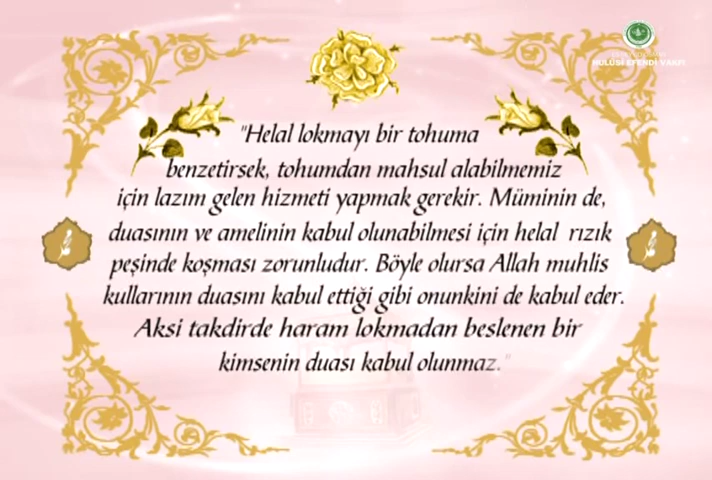 HULÛSİ EFENDİ VAKFI
"Helal lokmayı bir tohuma
benzetirsek, tohumdan mahsul alabilmemiz
için lazım gelen hizmeti yapmak gerekir. Müminin de,
duasının ve amelinin kabul olunabilmesi için helal rızık
peşinde koşması zorunludur. Böyle olursa Allah muhlis
kullarının duasını kabul ettiği gibi onunkini de kabul eder.
Aksi takdirde haram lokmadan beslenen bir
kimsenin duası kabul olunmaz."